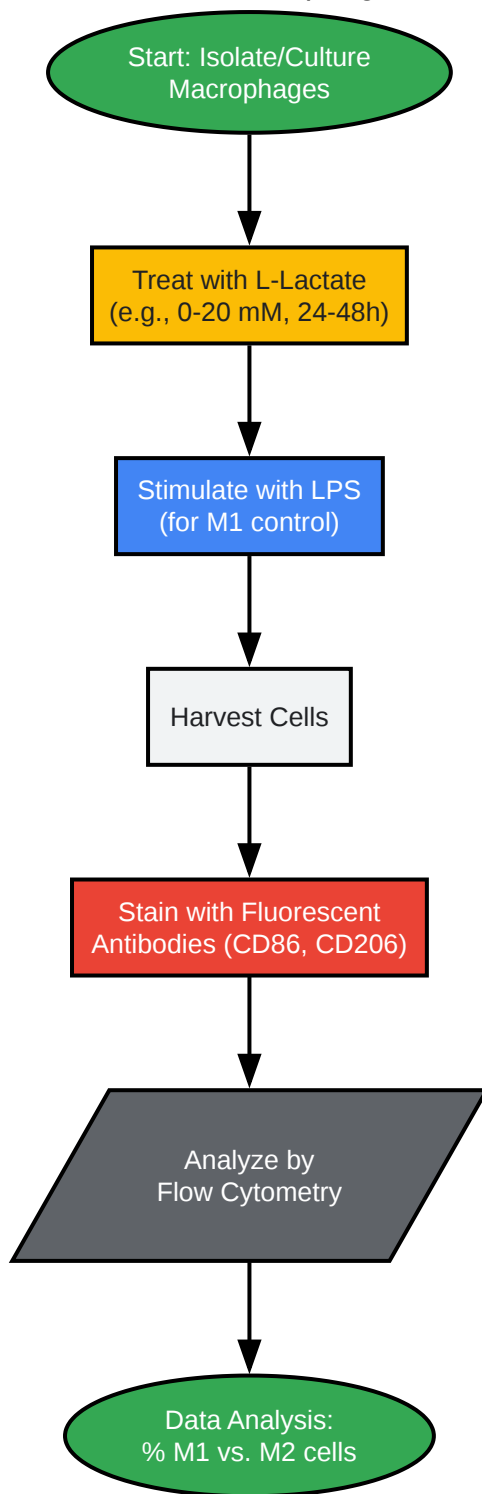 Start: Isolate/Culture
Macrophages
Treat with L-Lactate
(e.g., 0-20 mM, 24-48h)
Stimulate with LPS
(for M1 control)
Harvest Cells
Stain with Fluorescent
Antibodies (CD86, CD206)
Analyze by
Flow Cytometry
Data Analysis:
% M1 vs. M2 cells